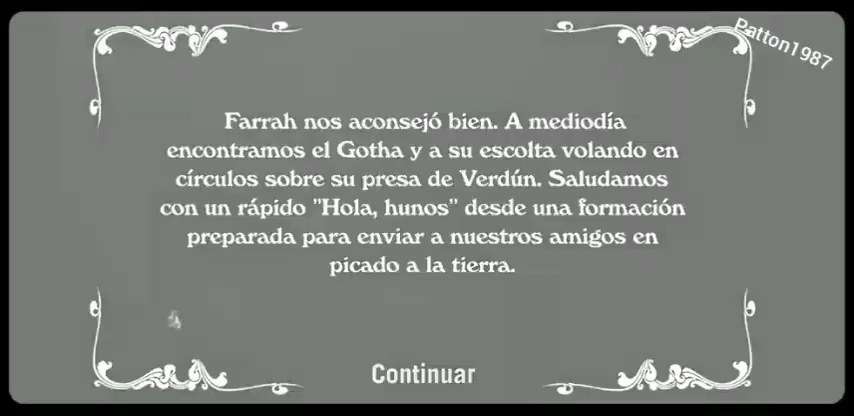 Patton1987
Farrah nos aconsejó bien. A mediodía
encontramos el Gotha y a su escolta volando en
círculos sobre su presa de Verdún. Saludamos
con un rápido "Hola, hunos" desde una formación
preparada para enviar a nuestros amigos en
picado a la tierra.
Continuar